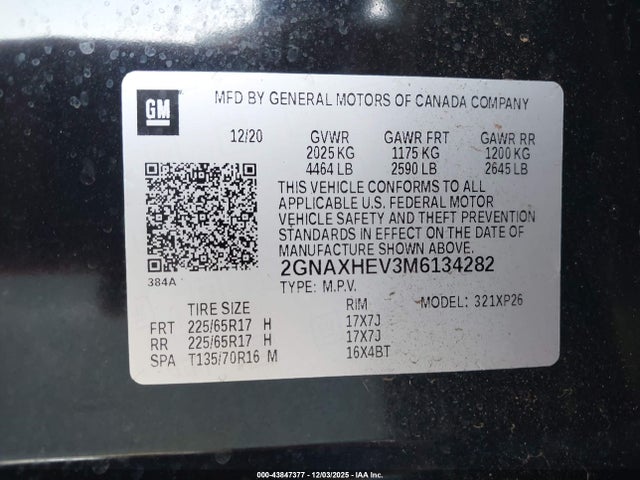 GM
MFD BY GENERAL MOTORS OF CANADA COMPANY
12/20 GVWR GAWR FRT GAWR RR
2025 KG 1175 KG 1200 KG
4464 LB 2590 LB 2645 LB
THIS VEHICLE CONFORMS TO ALL
APPLICABLE U.S. FEDERAL MOTOR
VEHICLE SAFETY AND THEFT PREVENTION
STANDARDS IN EFFECT ON THE DATE OF
MANUFACTURE SHOWN ABOVE.
2GNAXHEV3M6134282
384A
TYPE: M.P.V.
MODEL: 321XP26
TIRE SIZE RIM
FRT 225/65R17 H 17X7J
RR 225/65R17 H 17X7J
SPA T135/70R16 M 16X4BT
000-43847377 - 12/03/2025 - IAA Inc.